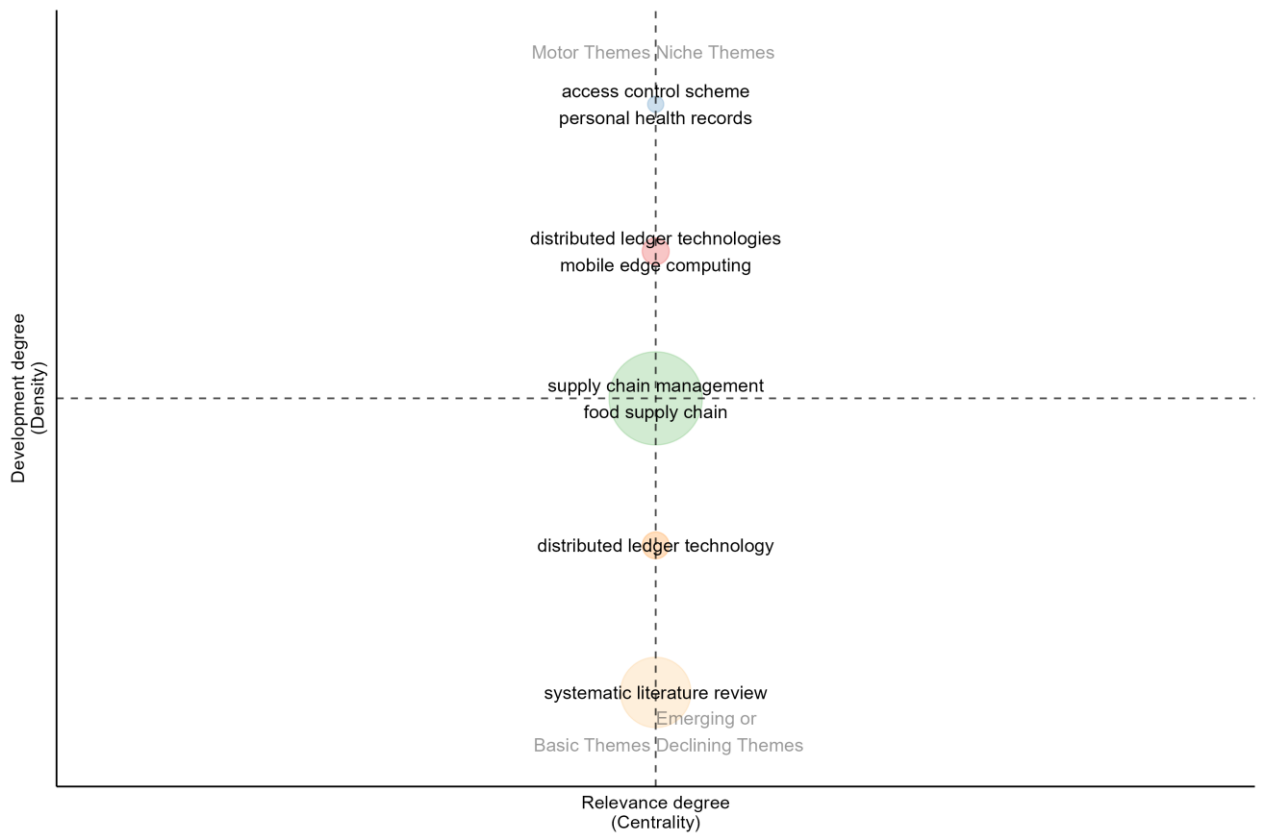 Motor Themes Niche Themes
access control scheme
personal health records
distributed ledger technologies
mobile edge computing
supply chain management
food supply chain
distributed ledger technology
systematic literature review
Emerging or
Basic Themes Declining Themes
Development degree
(Density)
Relevance degree
(Centrality)